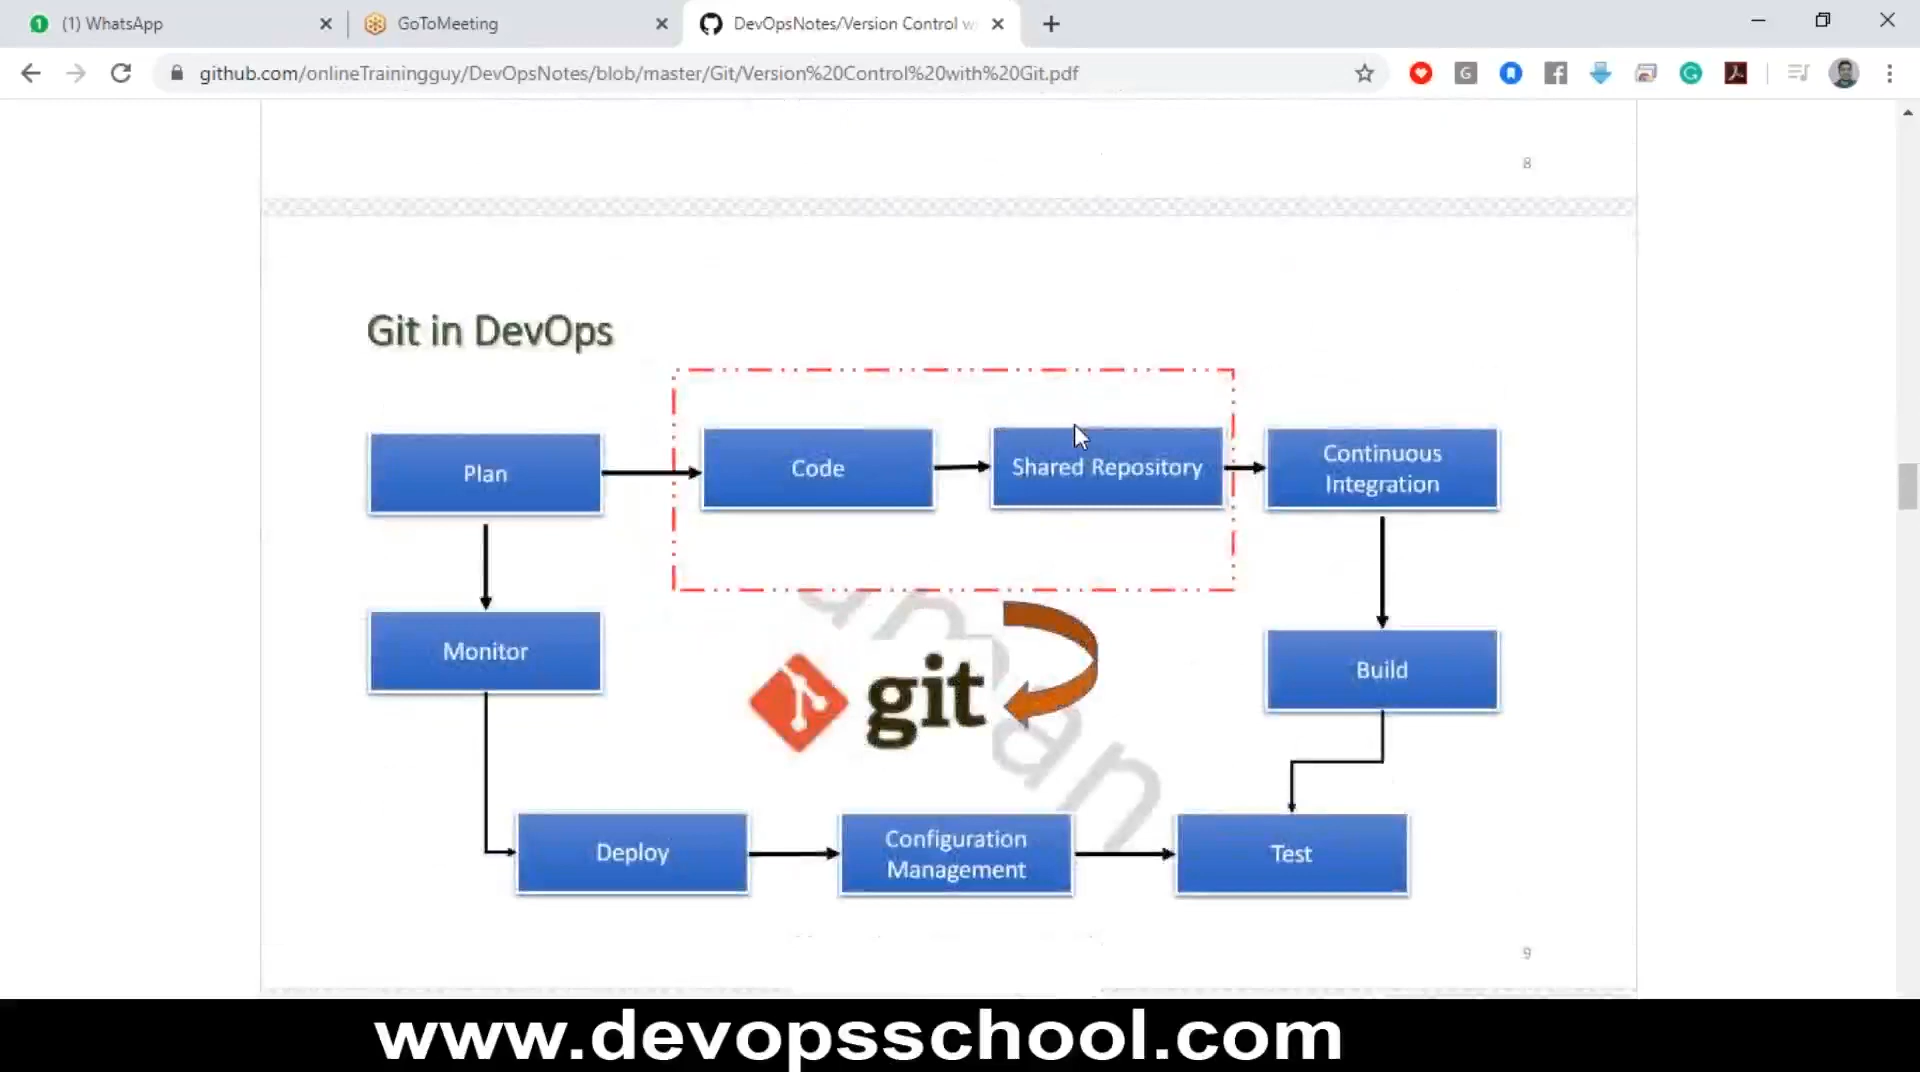 (1) WhatsApp
GoToMeeting
DevOpsNotes/Version Control w
github.com/onlineTrainingguy/DevOpsNotes/blob/master/Git/Version%20Control%20with%20Git.pdf
8
Git in DevOps
Plan
Code
Shared Repository
Continuous
Integration
Monitor
git
Build
Deploy
Configuration
Management
Test
9
www.devopsschool.com